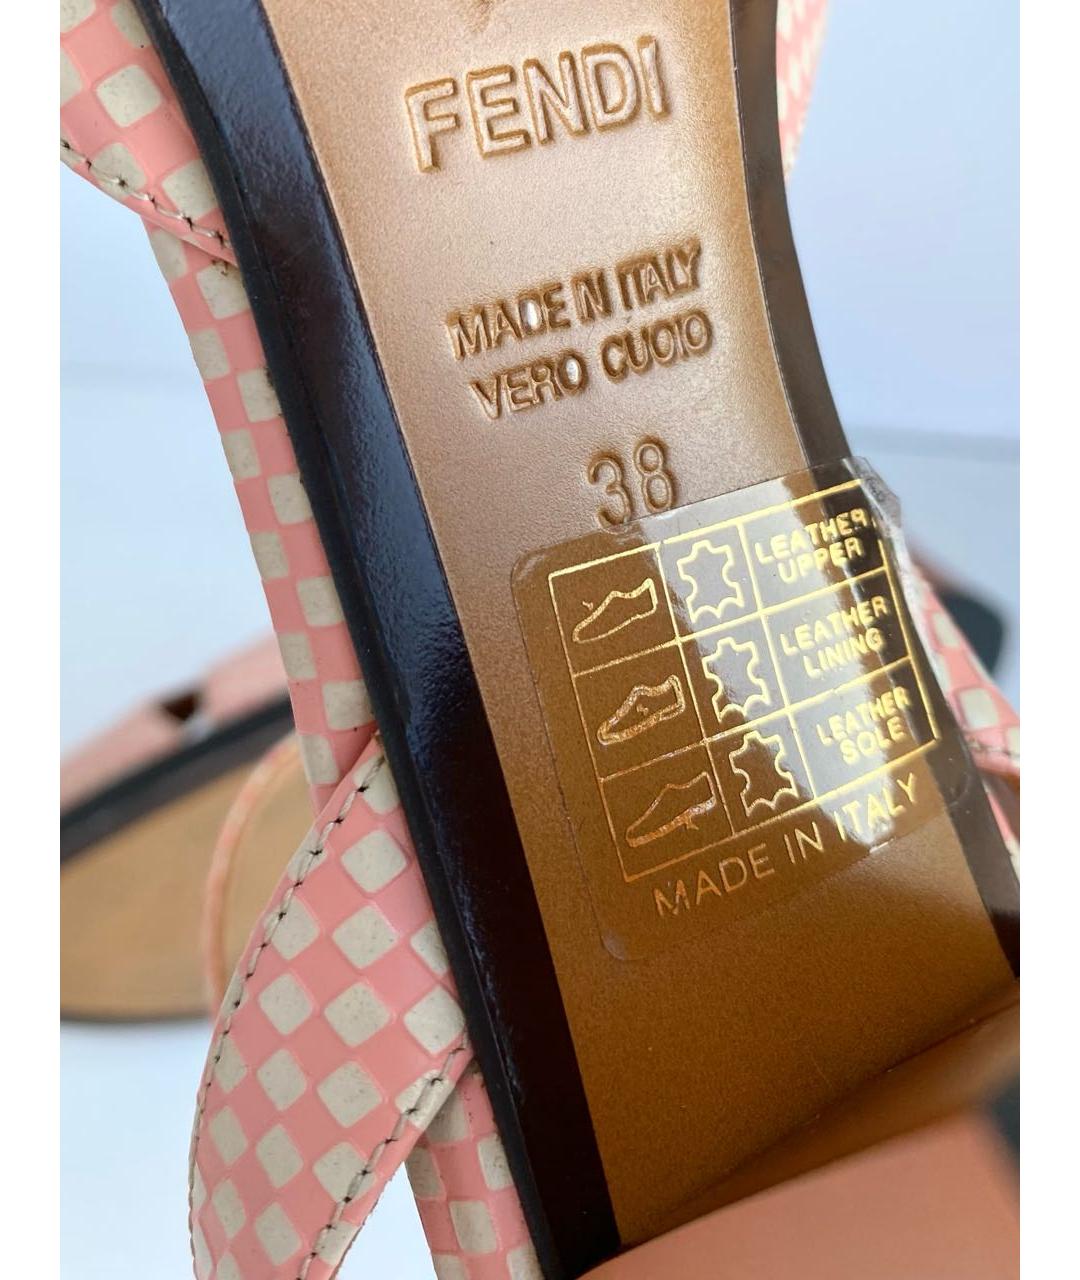 FENDI
MADE IN ITALY
VERO CUOIO
38
LEATHER
UPPER
LEATHER
LINING
LEATHER
SOLE
MADE IN ITALY